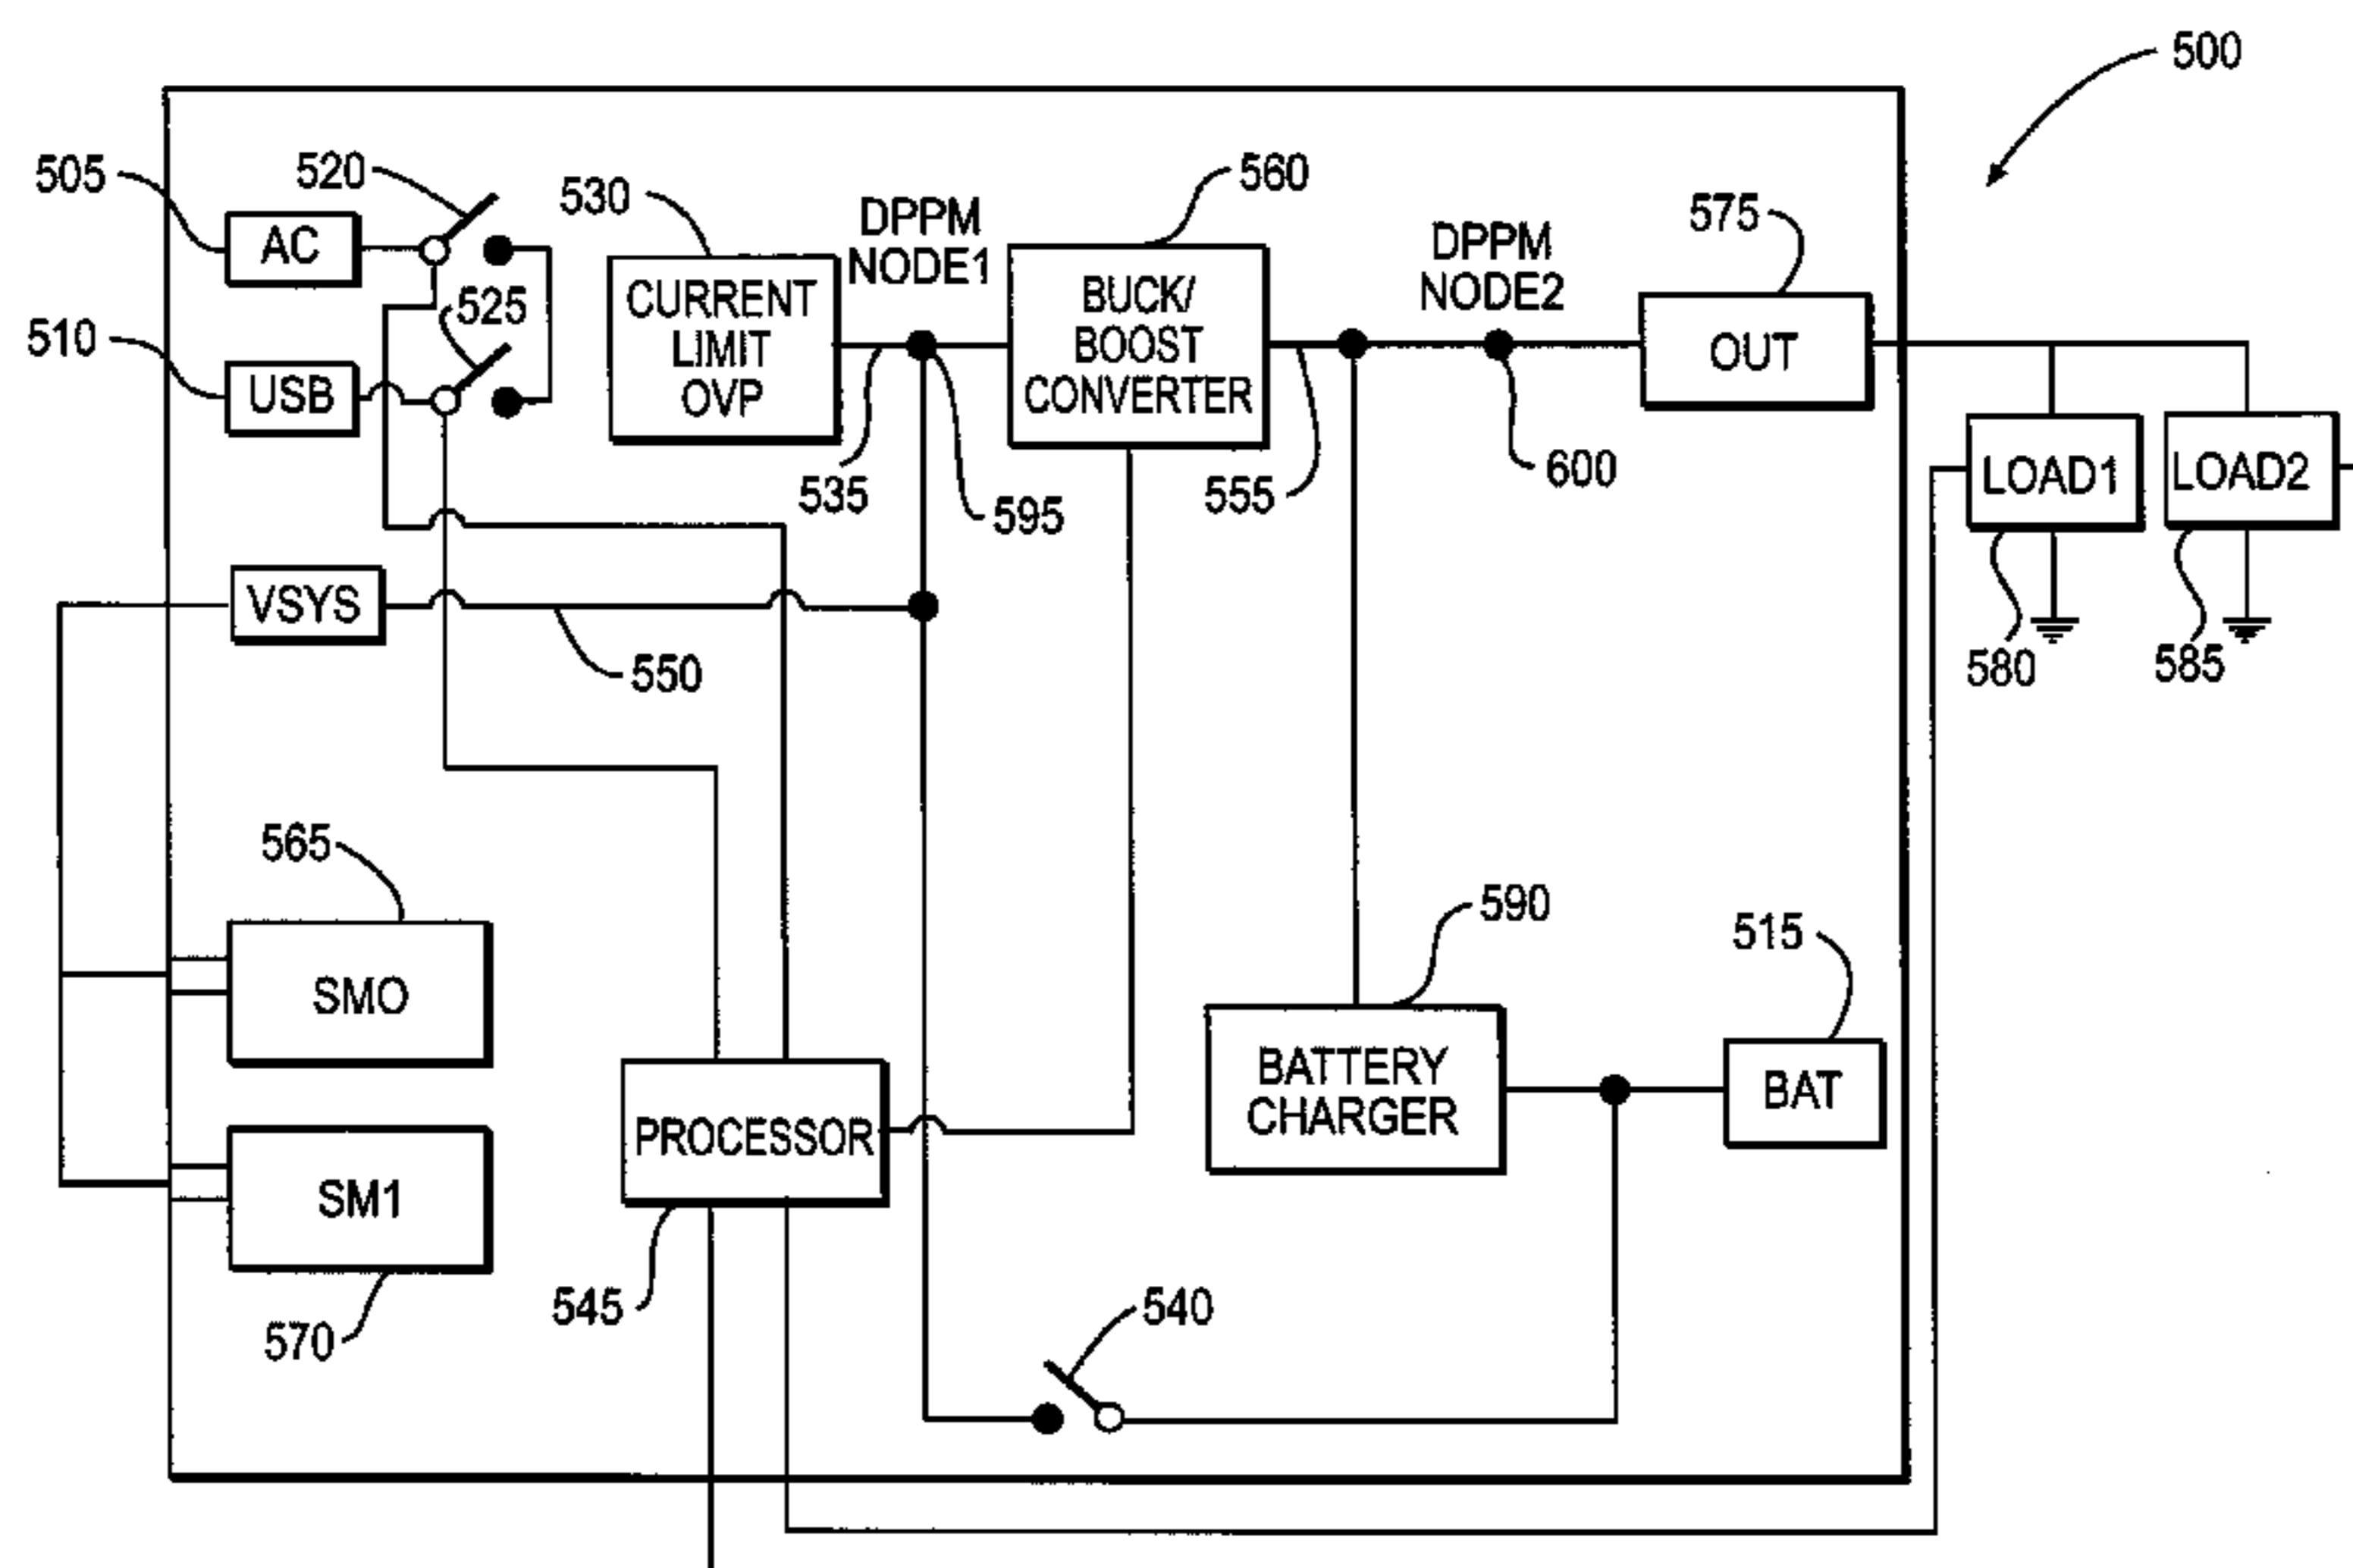 500
505
AC
520
530
DPPM
NODE1
560
DPPM
NODE2
575
510
USB
525
CURRENT
LIMIT
OVP
BUCK/
BOOST
CONVERTER
OUT
535
595
555
600
LOAD1
LOAD2
VSYS
550
580
585
565
SMO
590
515
SM1
PROCESSOR
BATTERY
CHARGER
BAT
570
545
540